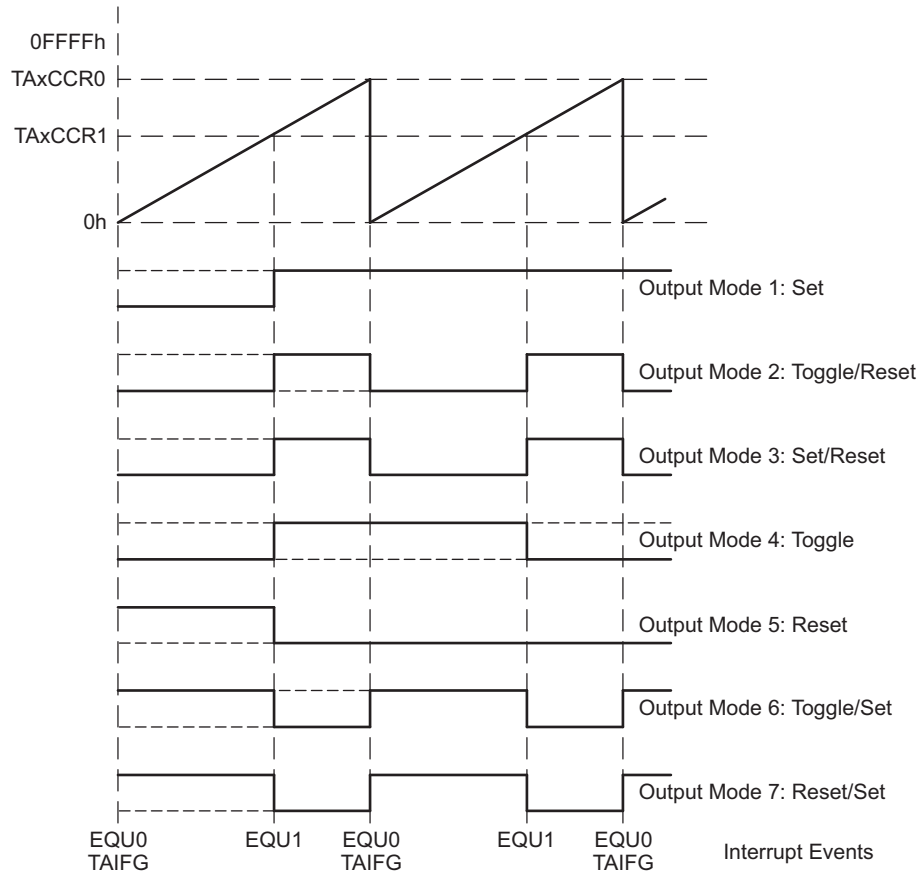 0FFFFh
TAxCCR0
TAxCCR1
0h
Output Mode 1: Set
Output Mode 2: Toggle/Reset
Output Mode 3: Set/Reset
Output Mode 4: Toggle
Output Mode 5: Reset
Output Mode 6: Toggle/Set
Output Mode 7: Reset/Set
EQU0 EQU1 EQU0 EQU1 EQU0
TAIFG TAIFG TAIFG Interrupt Events